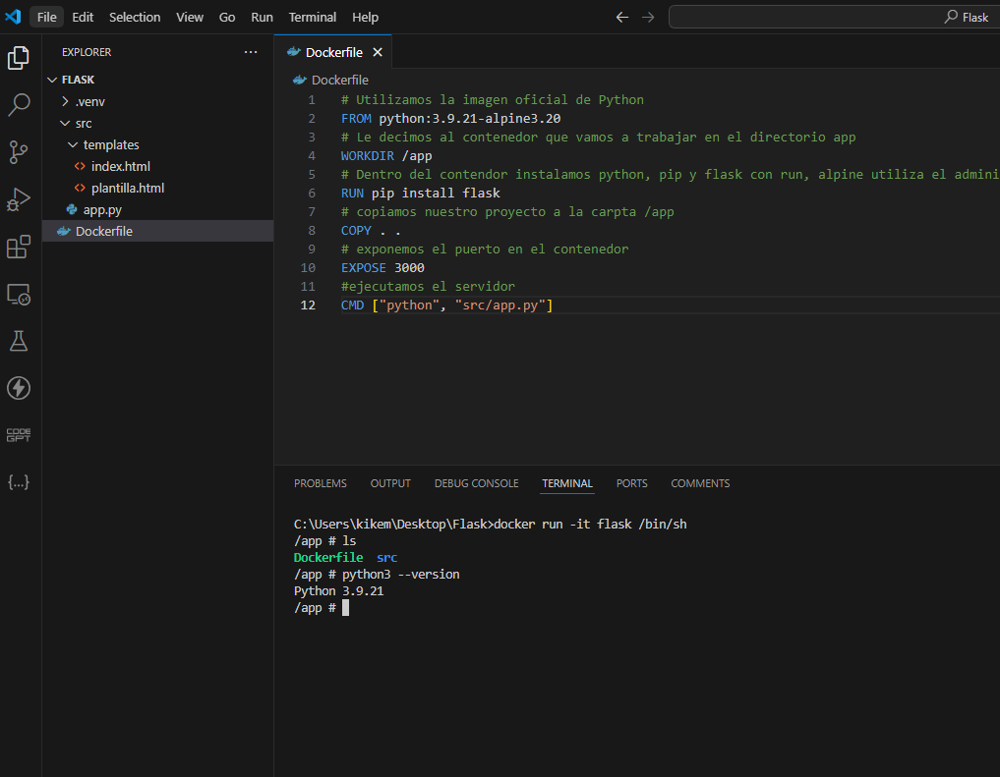 File Edit Selection View Go Run Terminal Help
Flask
EXPLORER
FLASK
.venv
src
templates
index.html
plantilla.html
app.py
Dockerfile
Dockerfile
Dockerfile
1 # Utilizamos la imagen oficial de Python
2 FROM python:3.9.21-alpine3.20
3 # Le decimos al contenedor que vamos a trabajar en el directorio app
4 WORKDIR /app
5 # Dentro del contendor instalamos python, pip y flask con run, alpine utiliza el admini
6 RUN pip install flask
7 # copiamos nuestro proyecto a la carpta /app
8 COPY . .
9 # exponemos el puerto en el contenedor
10 EXPOSE 3000
11 #ejecutamos el servidor
12 CMD ["python", "src/app.py"]
CODE
GPT
{...}
PROBLEMS OUTPUT DEBUG CONSOLE TERMINAL PORTS COMMENTS
C:\Users\kikem\Desktop\Flask>docker run -it flask /bin/sh
/app # ls
Dockerfile src
/app # python3 --version
Python 3.9.21
/app #